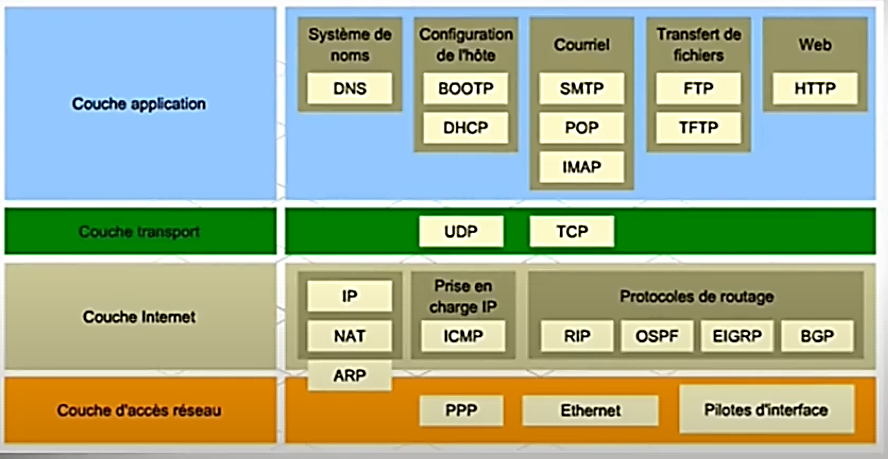 Couche application
Système de
noms
DNS
Configuration
de l'hôte
BOOTP
DHCP
Courriel
SMTP
POP
IMAP
Transfert de
fichiers
FTP
TFTP
Web
HTTP
Couche transport
UDP
TCP
Couche Internet
IP
NAT
ARP
Prise en
charge IP
ICMP
Protocoles de routage
RIP
OSPF
EIGRP
BGP
Couche d'accès réseau
PPP
Ethernet
Pilotes d'interface